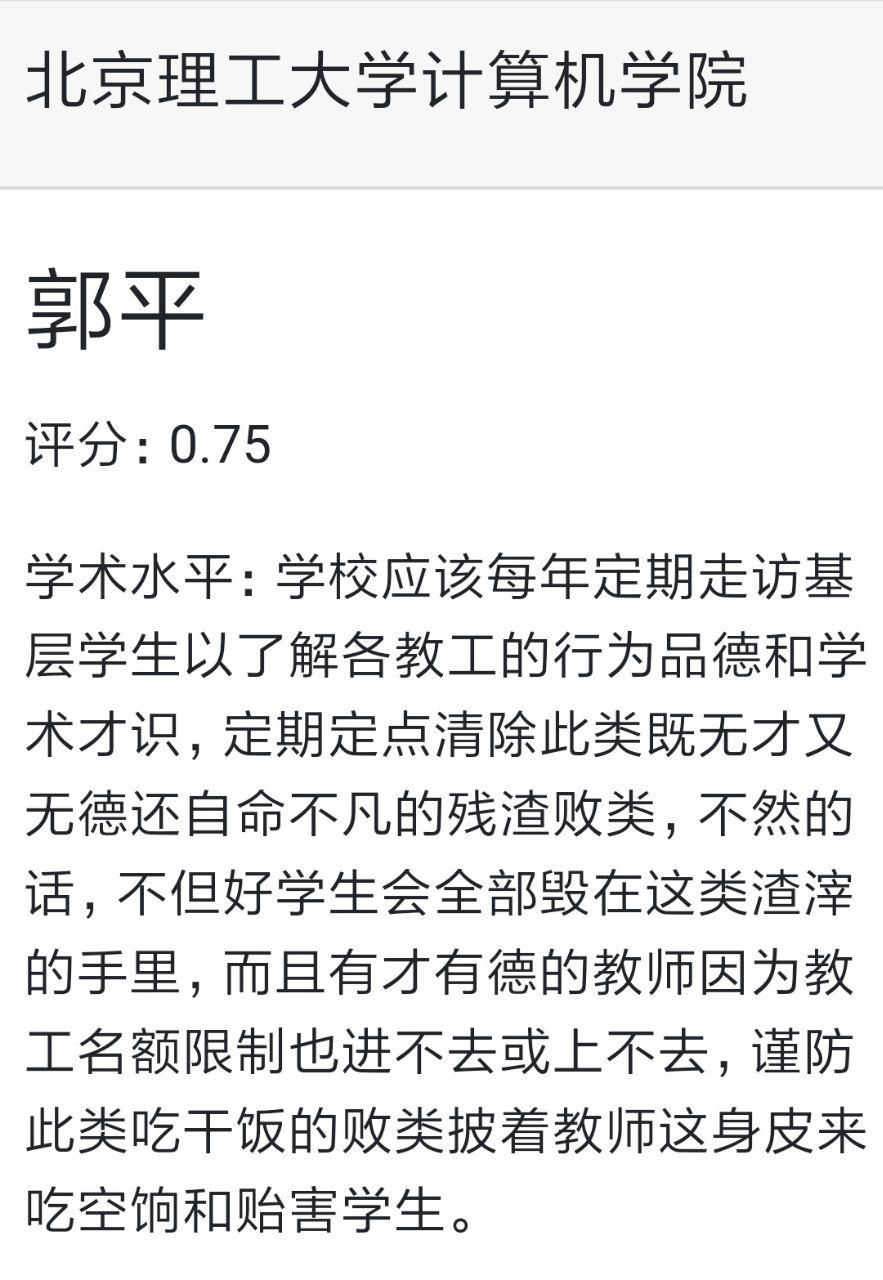 北京理工大学计算机学院
郭平
评分: 0.75
学术水平: 学校应该每年定期走访基
层学生以了解各教工的行为品德和学
术才识, 定期定点清除此类既无才又
无德还自命不凡的残渣败类, 不然的
话, 不但好学生会全部毁在这类渣滓
的手里, 而且有才有德的教师因为教
工名额限制也进不去或上不去, 谨防
此类吃干饭的败类披着教师这身皮来
吃空饷和贻害学生。